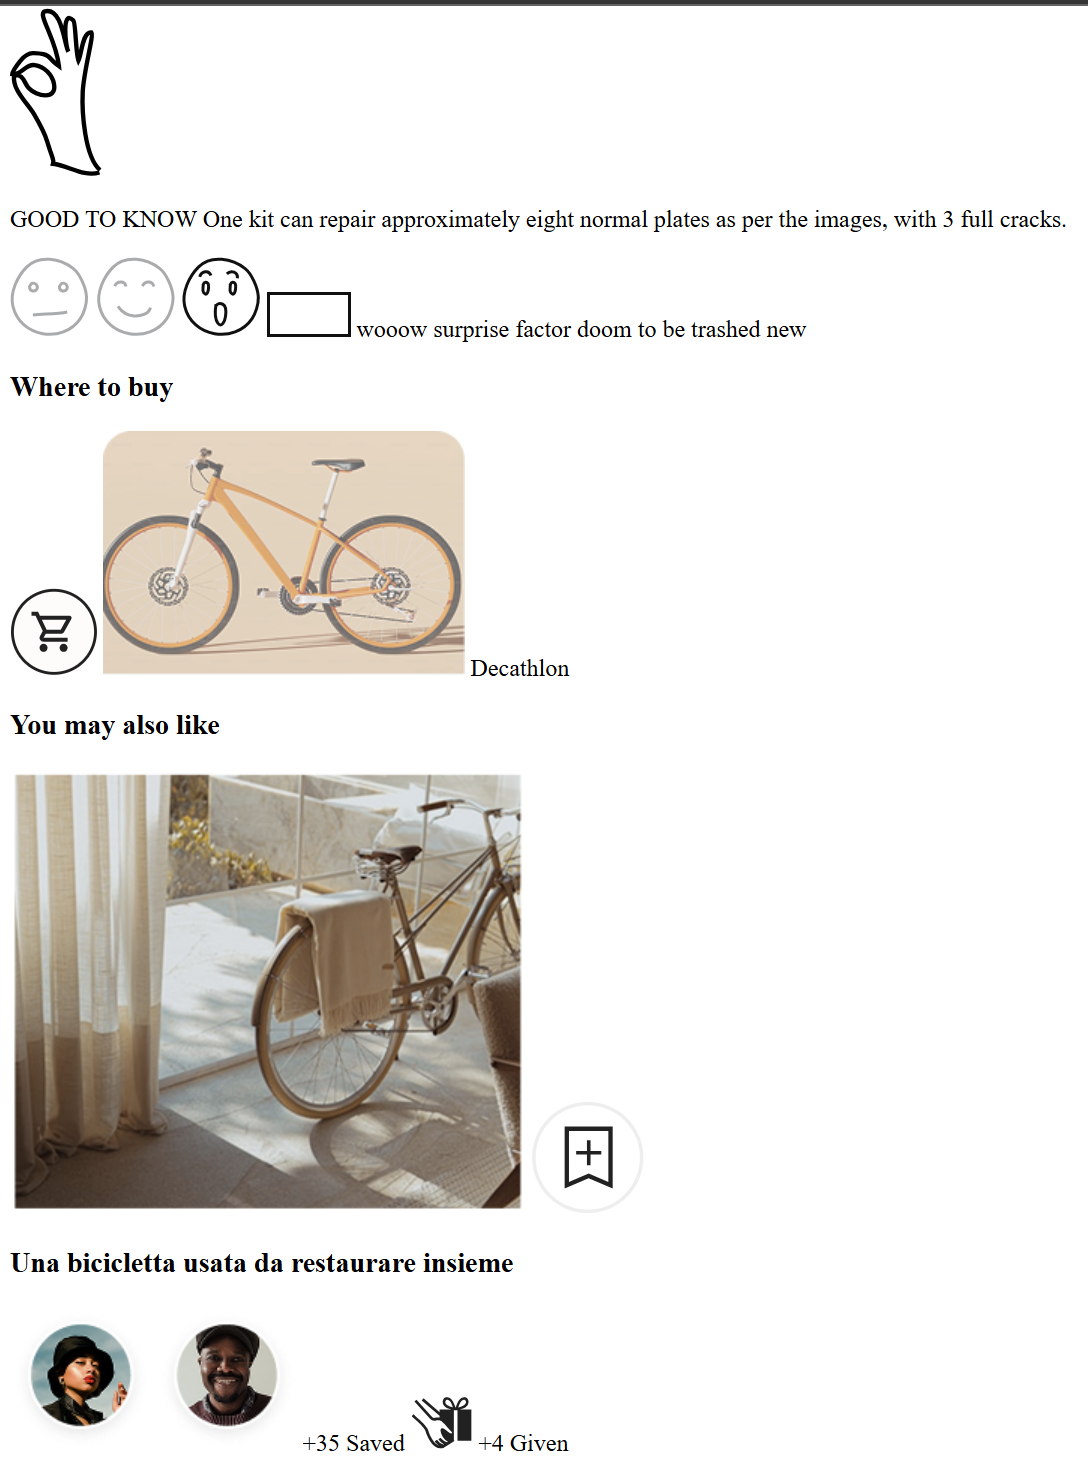 GOOD TO KNOW One kit can repair approximately eight normal plates as per the images, with 3 full cracks.
wooow surprise factor doom to be trashed new
Where to buy
Decathlon
You may also like
Una bicicletta usata da restaurare insieme
+35 Saved +4 Given